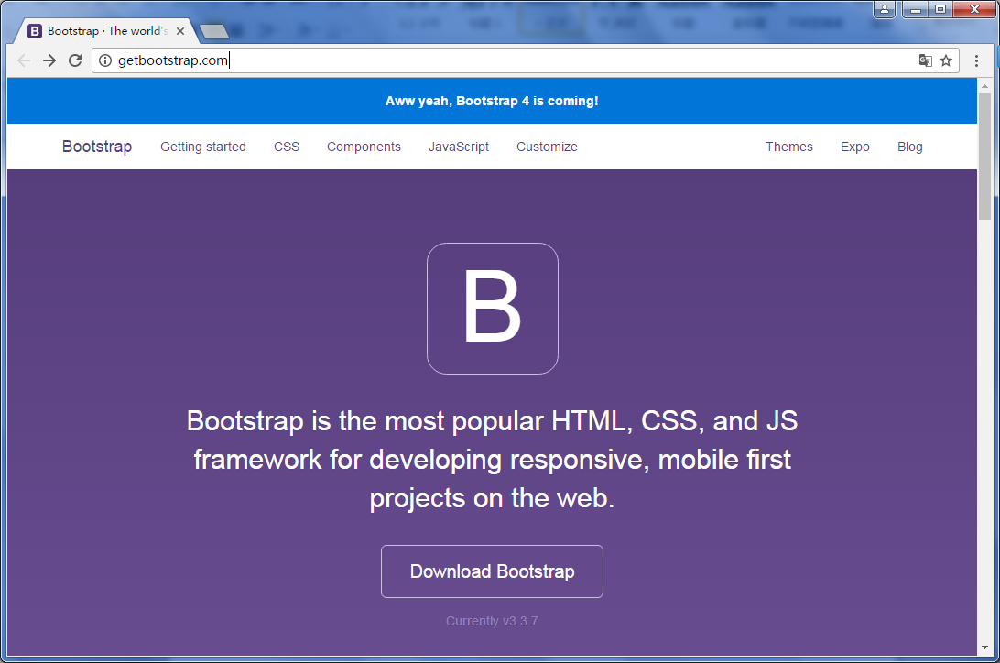 Bootstrap · The world's
getbootstrap.com
Aww yeah, Bootstrap 4 is coming!
Bootstrap Getting started CSS Components JavaScript Customize Themes Expo Blog
B
Bootstrap is the most popular HTML, CSS, and JS
framework for developing responsive, mobile first
projects on the web.
Download Bootstrap
Currently v3.3.7